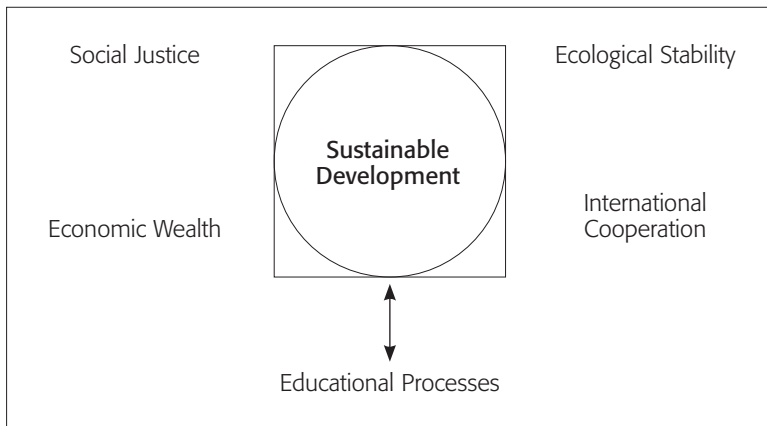 Social Justice
Ecological Stability
Sustainable
Development
Economic Wealth
International
Cooperation
Educational Processes